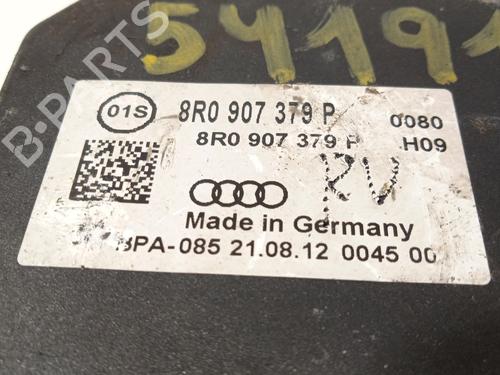 5419
B-PARTS
01S
8R0 907 379 P 0080
8R0 907 379 P H09
RV
Made in Germany
BPA-085 21.08.12 0045 00